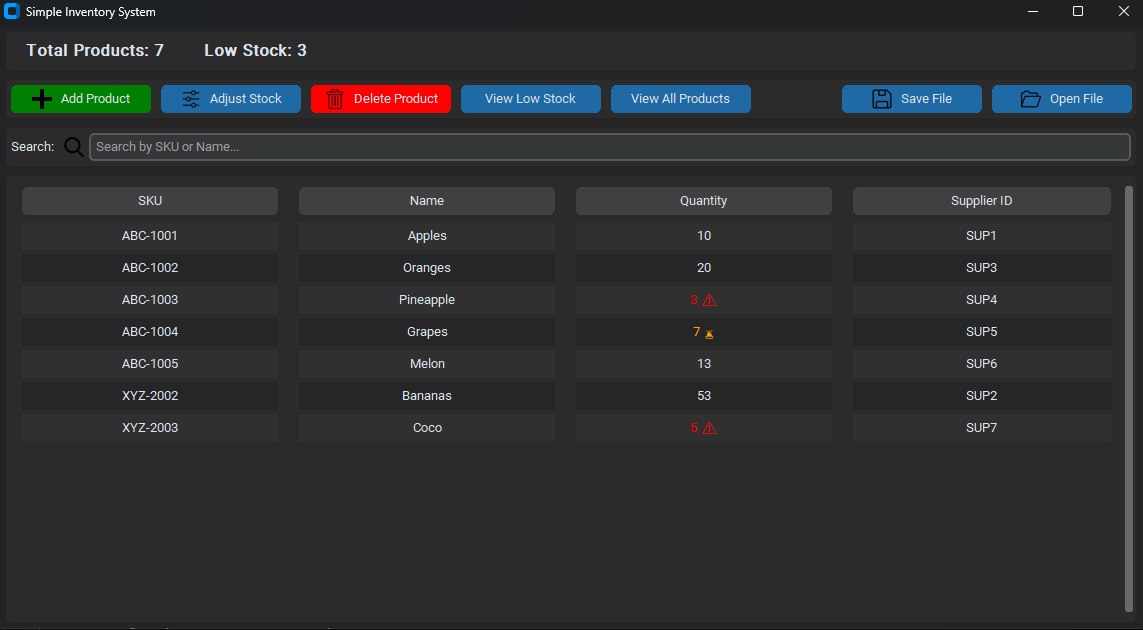 Simple Inventory System
Total Products: 7 Low Stock: 3
Add Product Adjust Stock Delete Product View Low Stock View All Products Save File Open File
Search: Search by SKU or Name...
SKU Name Quantity Supplier ID
ABC-1001 Apples 10 SUP1
ABC-1002 Oranges 20 SUP3
ABC-1003 Pineapple 3 SUP4
ABC-1004 Grapes 7 SUP5
ABC-1005 Melon 13 SUP6
XYZ-2002 Bananas 53 SUP2
XYZ-2003 Coco 5 SUP7